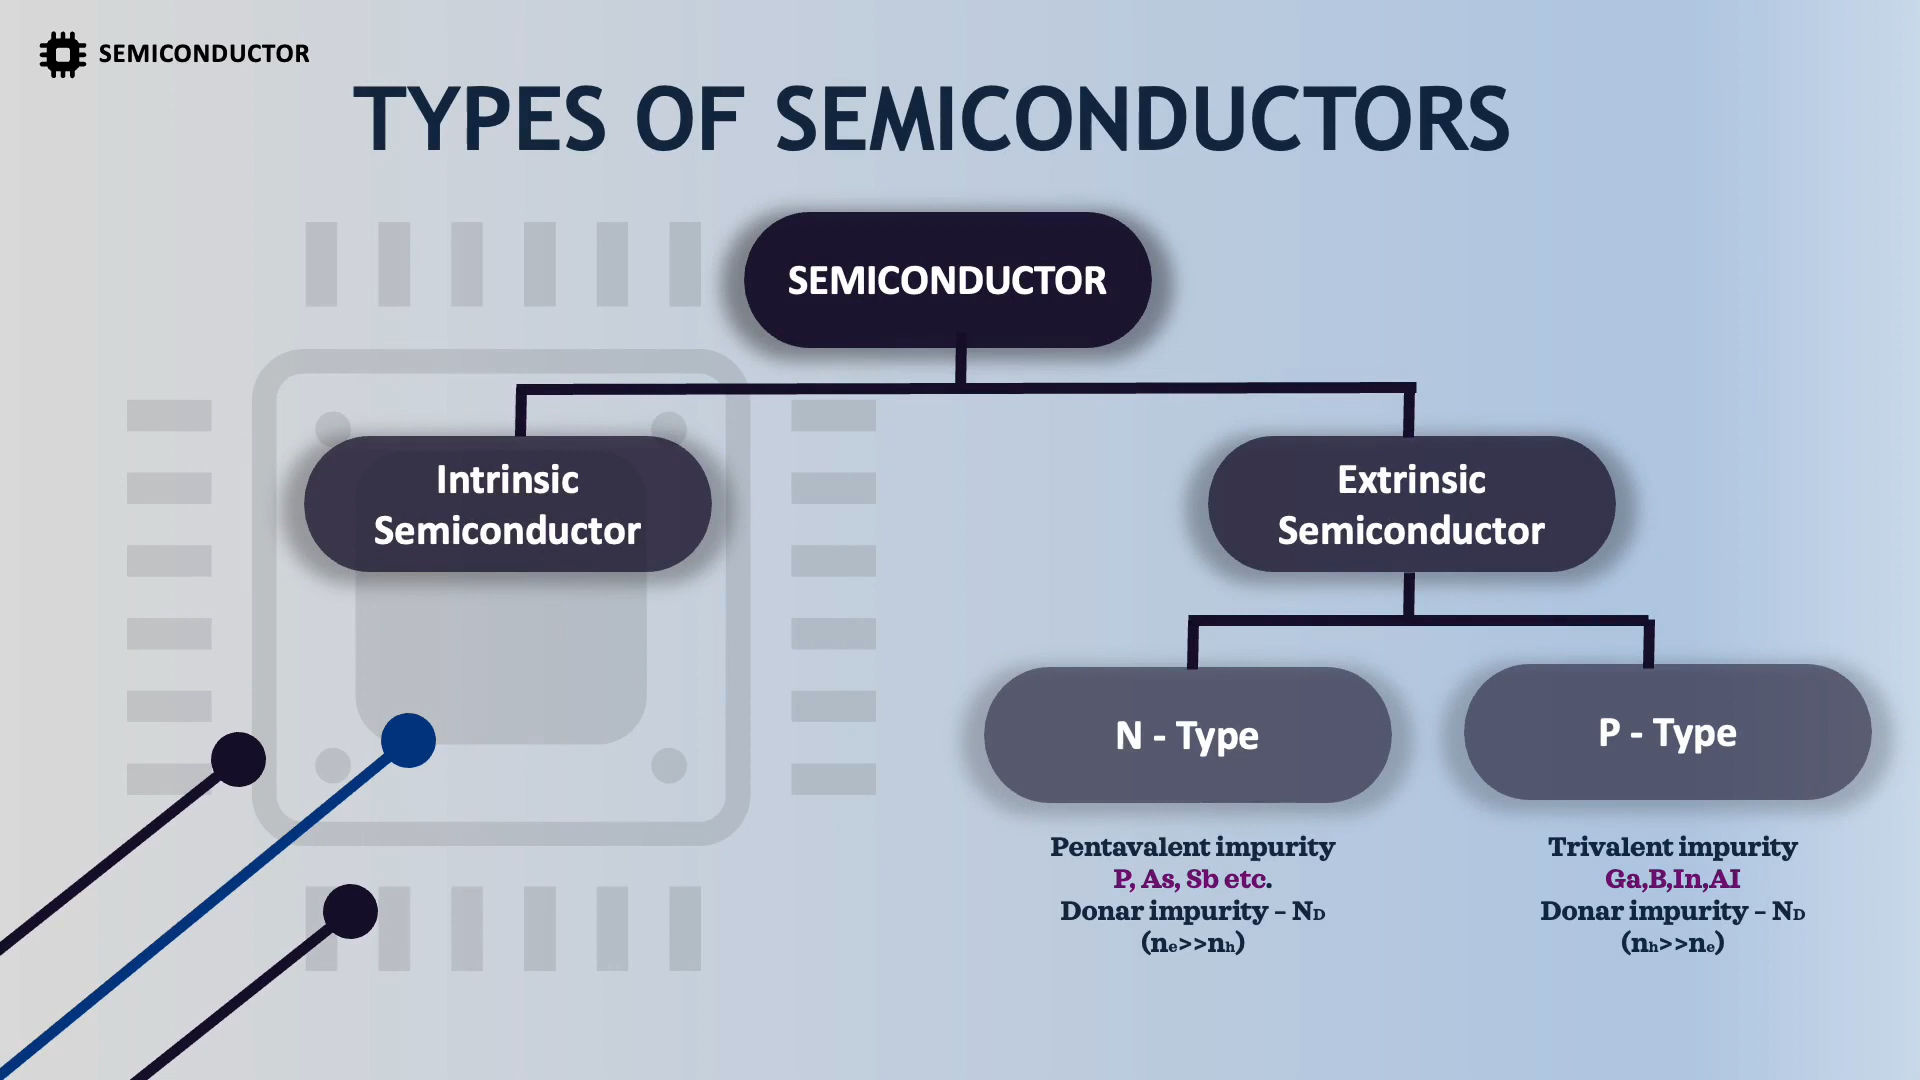 SEMICONDUCTOR
TYPES OF SEMICONDUCTORS
SEMICONDUCTOR
Intrinsic
Semiconductor
Extrinsic
Semiconductor
N - Type
P - Type
Pentavalent impurity
P, As, Sb etc.
Donar impurity – ND
(ne>>nh)
Trivalent impurity
Ga,B,In,AI
Donar impurity – ND
(nh>>ne)